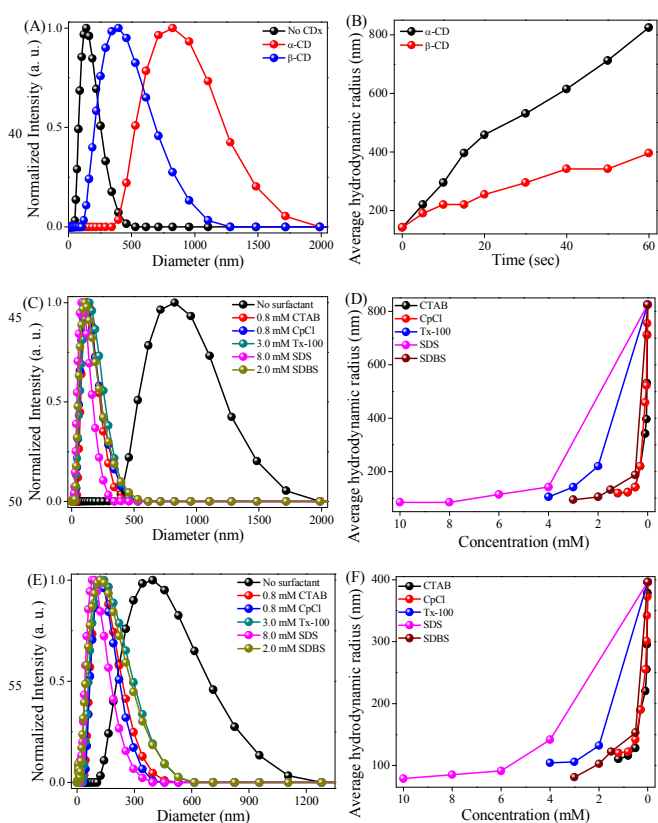 (A)
No CDx
α-CD
β-CD
Normalized Intensity (a. u.)
1.0
0.5
0.0
0 500 1000 1500 2000
Diameter (nm)
(B)
α-CD
β-CD
Average hydrodynamic radius (nm)
800
600
400
200
0 20 40 60
Time (sec)
40
(C)
No surfactant
0.8 mM CTAB
0.8 mM CpCl
3.0 mM Tx-100
8.0 mM SDS
2.0 mM SDBS
Normalized Intensity (a. u.)
1.0
0.5
0.0
0 500 1000 1500 2000
Diameter (nm)
45
50
(D)
CTAB
CpCl
Tx-100
SDS
SDBS
Average hydrodynamic radius (nm)
800
600
400
200
10 8 6 4 2 0
Concentration (mM)
(E)
No surfactant
0.8 mM CTAB
0.8 mM CpCl
3.0 mM Tx-100
8.0 mM SDS
2.0 mM SDBS
Normalized Intensity (a. u.)
1.0
0.5
0.0
0 300 600 900 1200
Diameter (nm)
55
(F)
CTAB
CpCl
Tx-100
SDS
SDBS
Average hydrodynamic radius (nm)
400
300
200
100
10 8 6 4 2 0
Concentration (mM)